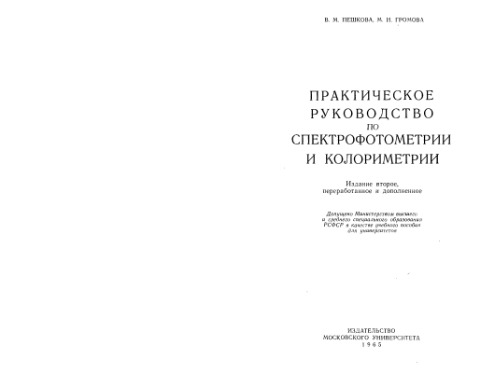 В. М. ПЕШКОВА, М. И. ГРОМОВА
ПРАКТИЧЕСКОЕ
РУКОВОДСТВО
ПО
СПЕКТРОФОТОМЕТРИИ
И КОЛОРИМЕТРИИ
Издание второе,
переработанное и дополненное
Допущено Министерством высшего
и среднего специального образования
РСФСР в качестве учебного пособия
для университетов
ИЗДАТЕЛЬСТВО
МОСКОВСКОГО УНИВЕРСИТЕТА
1965